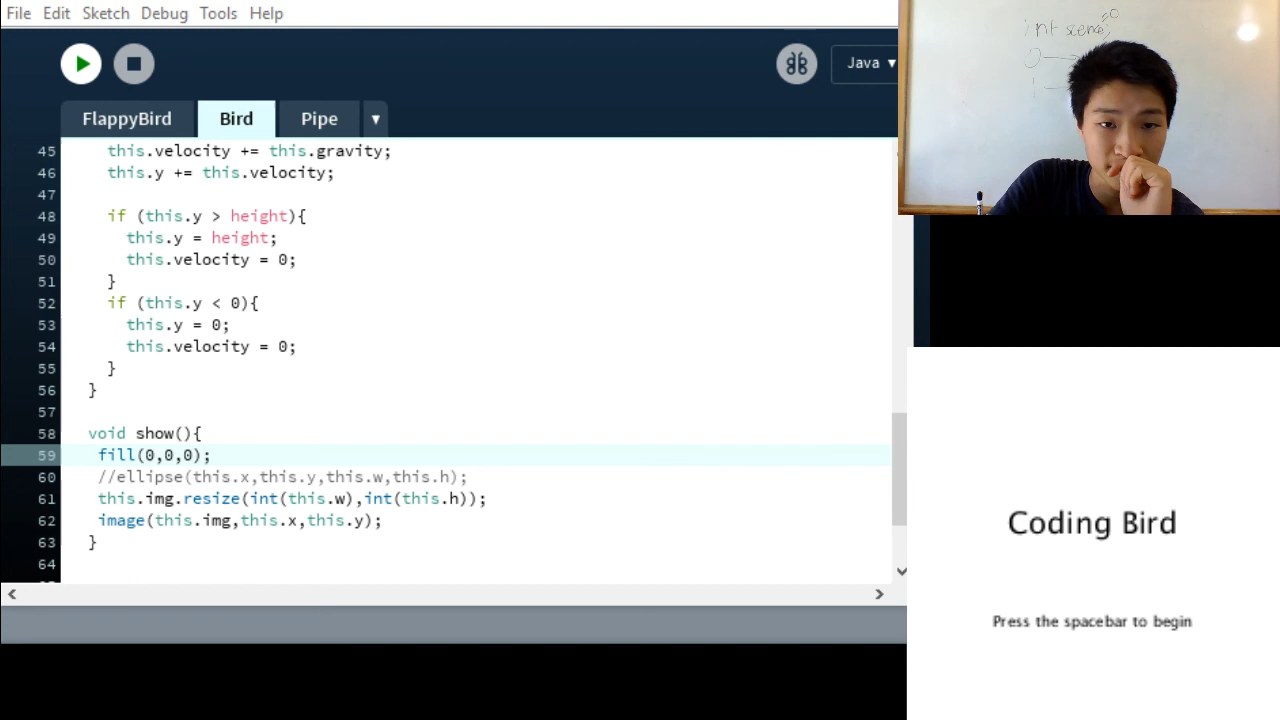 File Edit Sketch Debug Tools Help
Java ▾
FlappyBird Bird Pipe ▾
45 this.velocity += this.gravity;
46 this.y += this.velocity;
47
48 if (this.y > height){
49 this.y = height;
50 this.velocity = 0;
51 }
52 if (this.y < 0){
53 this.y = 0;
54 this.velocity = 0;
55 }
56 }
57
58 void show(){
59 fill(0,0,0);
60 //ellipse(this.x,this.y,this.w,this.h);
61 this.img.resize(int(this.w),int(this.h));
62 image(this.img,this.x,this.y);
63 }
64
int scene
0
1
Coding Bird
Press the spacebar to begin